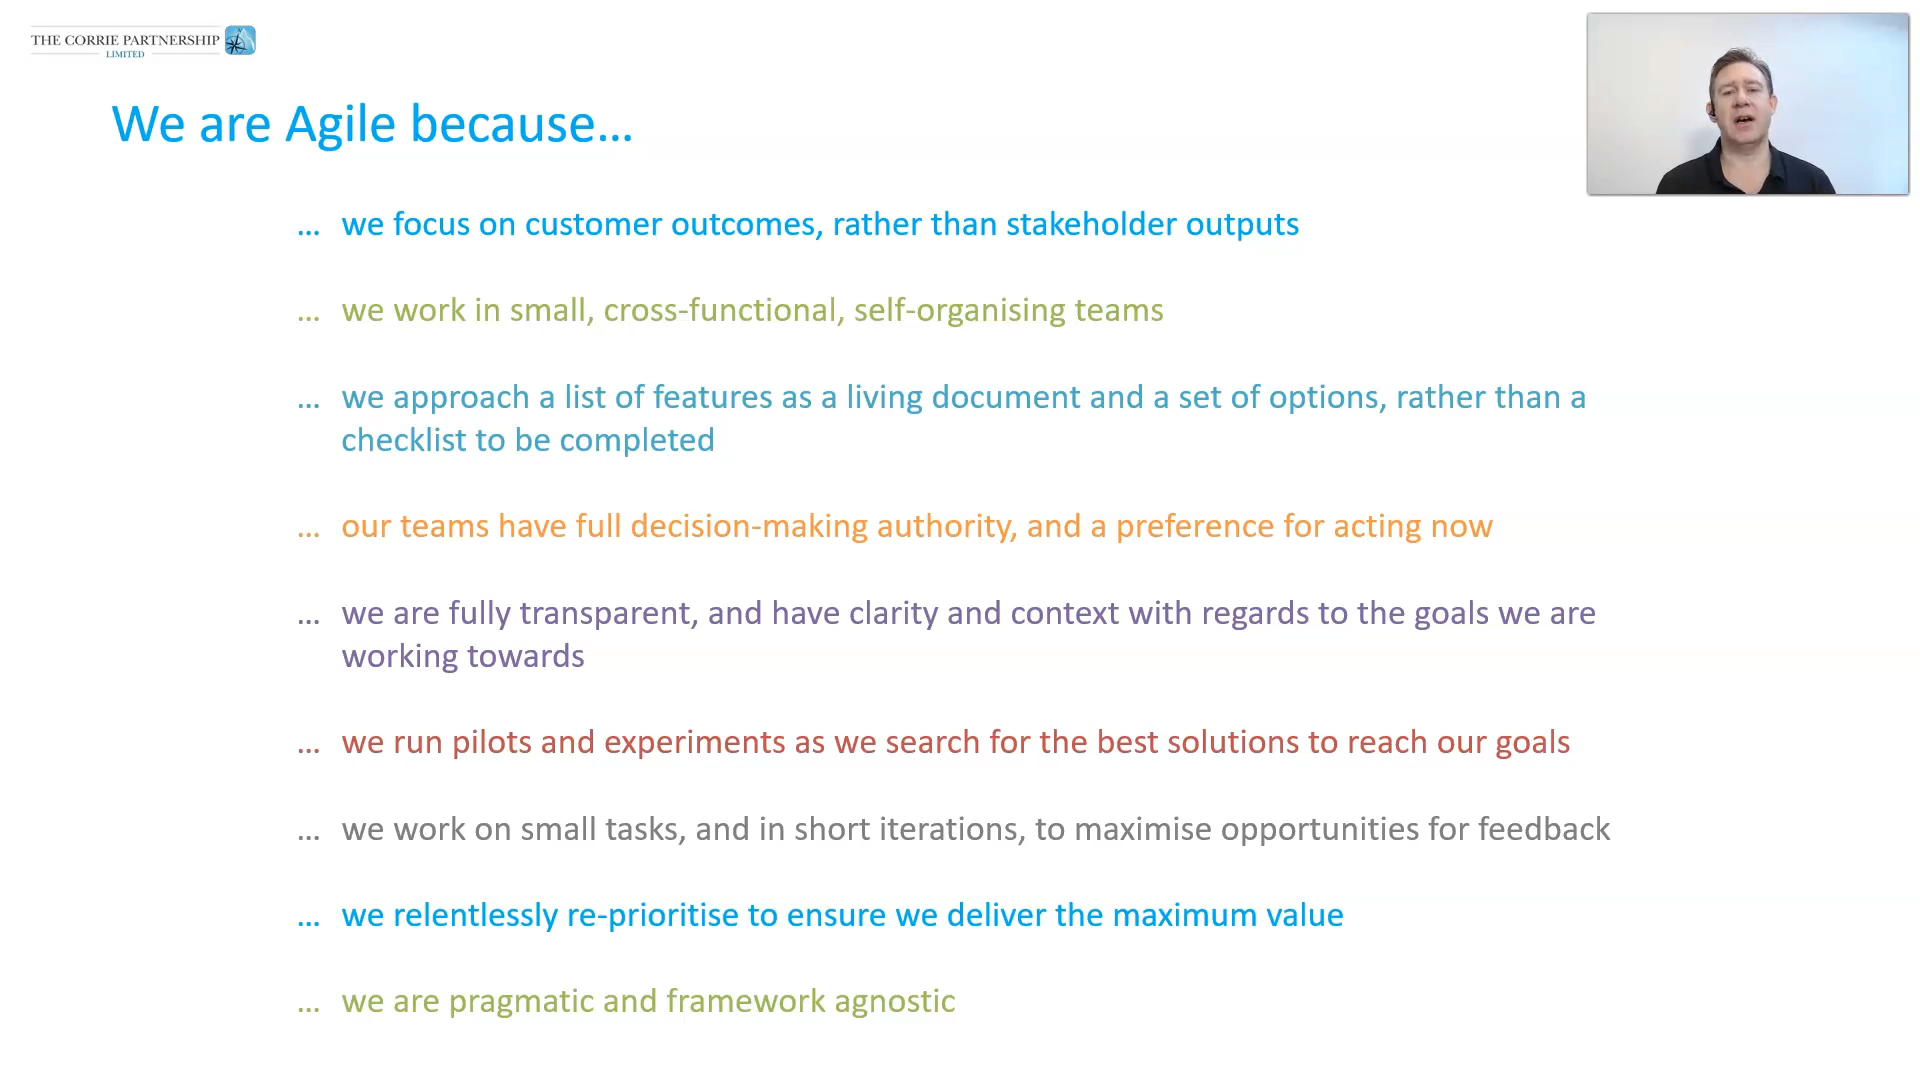 THE CORRIE PARTNERSHIP
LIMITED
We are Agile because…
… we focus on customer outcomes, rather than stakeholder outputs
… we work in small, cross-functional, self-organising teams
… we approach a list of features as a living document and a set of options, rather than a
checklist to be completed
… our teams have full decision-making authority, and a preference for acting now
… we are fully transparent, and have clarity and context with regards to the goals we are
working towards
… we run pilots and experiments as we search for the best solutions to reach our goals
… we work on small tasks, and in short iterations, to maximise opportunities for feedback
… we relentlessly re-prioritise to ensure we deliver the maximum value
… we are pragmatic and framework agnostic